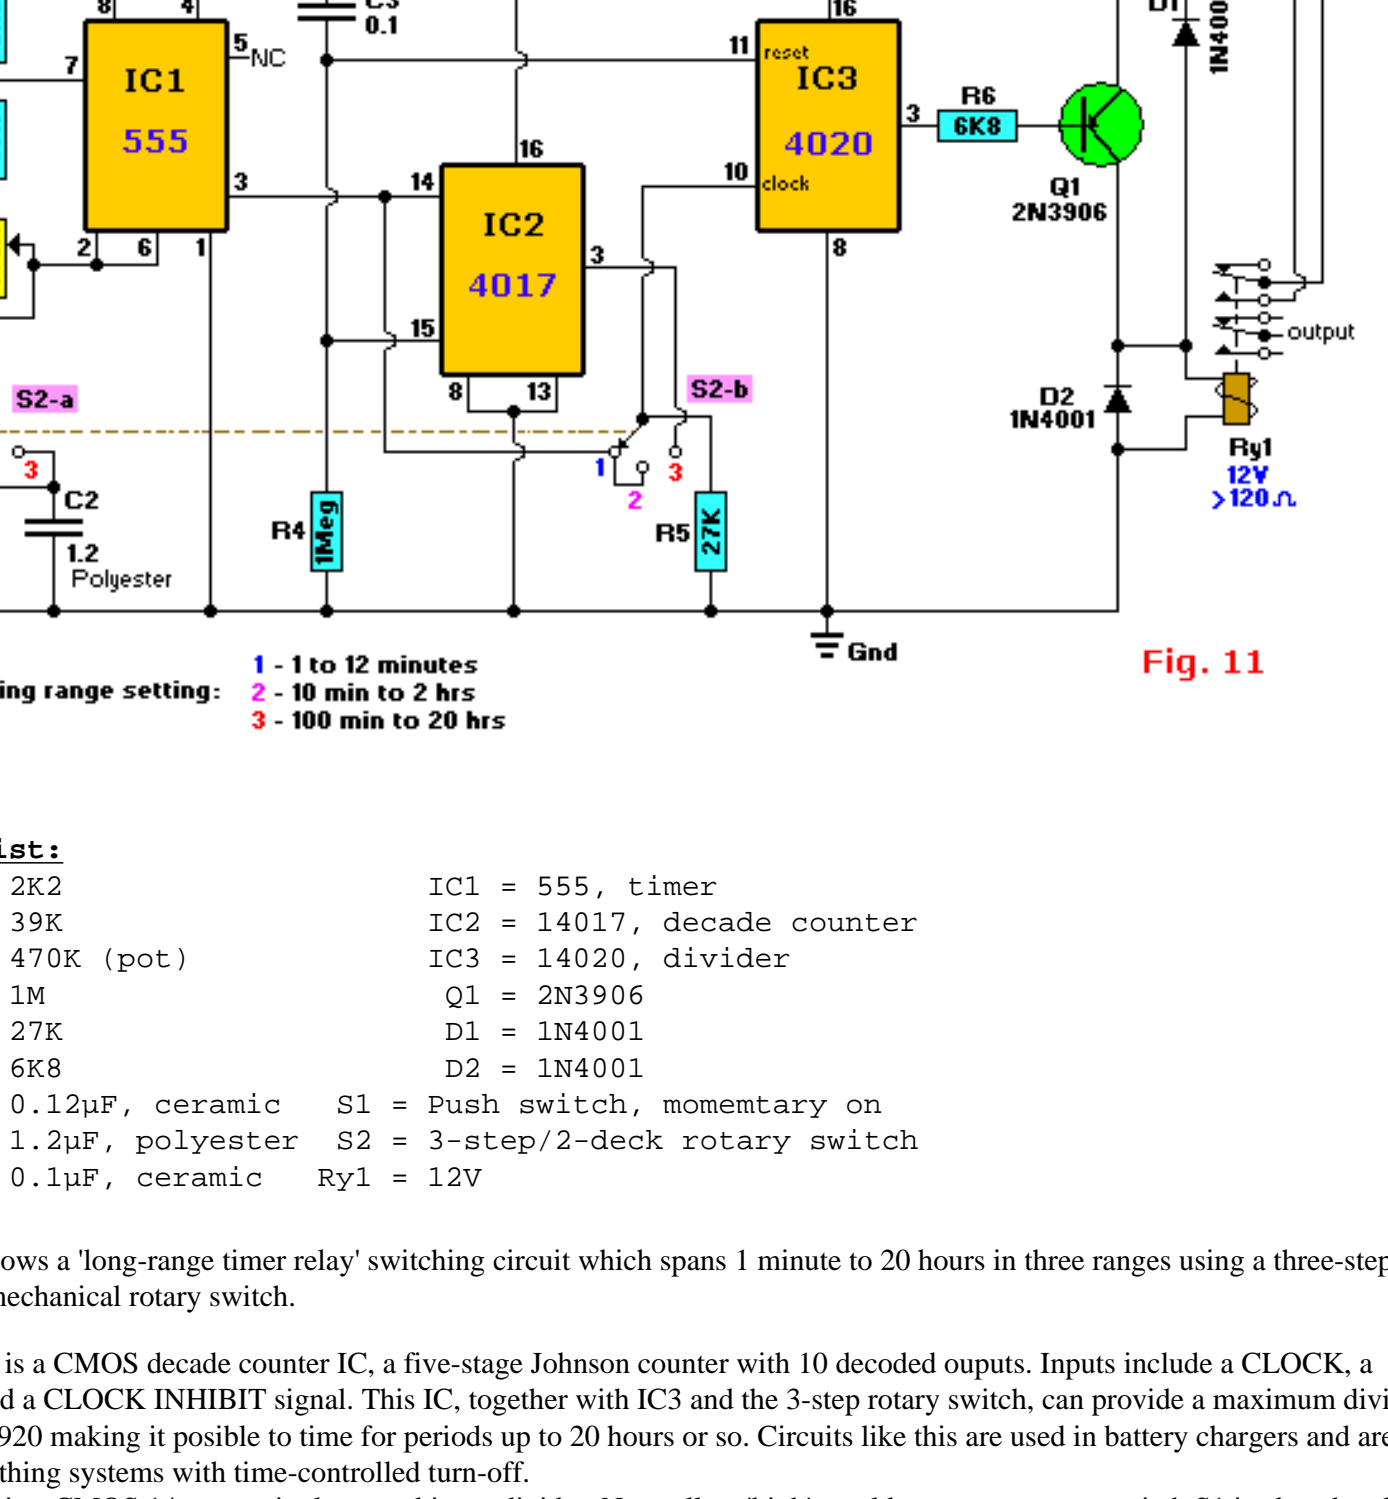 8
4
C3
0.1
16
D1
1N400
5
NC
7
IC1
555
11
reset
IC3
4020
3
R6
6K8
16
3
14
10
clock
Q1
2N3906
IC2
4017
3
2
6
1
8
15
output
S2-a
8
13
S2-b
D2
1N4001
Ry1
12V
>120Ω
3
C2
1.2
Polyester
R4
1Meg
1
2
3
R5
27K
Gnd
Fig. 11
1 - 1 to 12 minutes
ing range setting: 2 - 10 min to 2 hrs
3 - 100 min to 20 hrs
ist:
2K2 IC1 = 555, timer
39K IC2 = 14017, decade counter
470K (pot) IC3 = 14020, divider
1M Q1 = 2N3906
27K D1 = 1N4001
6K8 D2 = 1N4001
0.12µF, ceramic S1 = Push switch, momemtary on
1.2µF, polyester S2 = 3-step/2-deck rotary switch
0.1µF, ceramic Ry1 = 12V
ows a 'long-range timer relay' switching circuit which spans 1 minute to 20 hours in three ranges using a three-step
mechanical rotary switch.
is a CMOS decade counter IC, a five-stage Johnson counter with 10 decoded ouputs. Inputs include a CLOCK, a
d a CLOCK INHIBIT signal. This IC, together with IC3 and the 3-step rotary switch, can provide a maximum divi
920 making it posible to time for periods up to 20 hours or so. Circuits like this are used in battery chargers and are
thing systems with time-controlled turn-off.